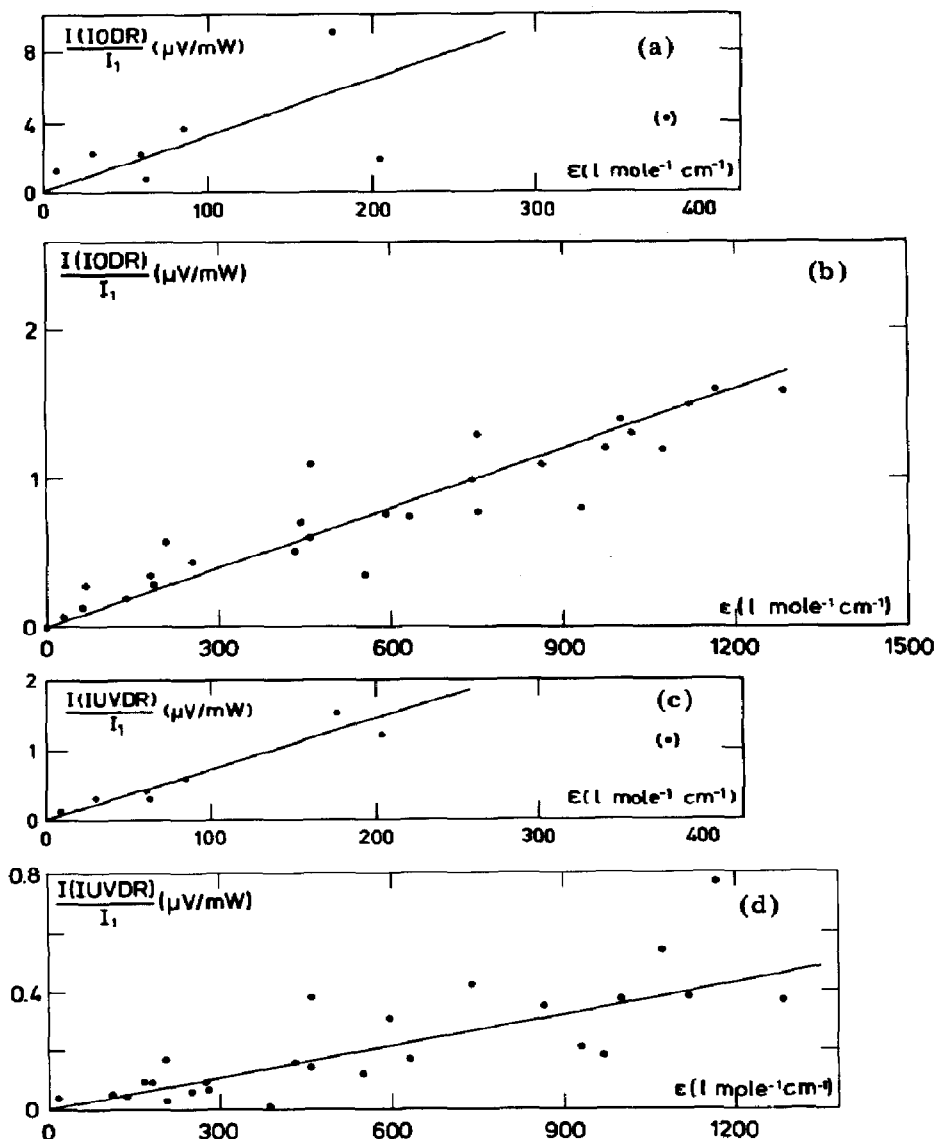 I(IODR)
I₁
(µV/mW)
(a)
8
4
0
(•)
ε(l mole⁻¹ cm⁻¹)
0 100 200 300 400
I(IODR)
I₁
(µV/mW)
(b)
2
1
0
ε(l mole⁻¹ cm⁻¹)
0 300 600 900 1200 1500
I(IUVDR)
I₁
(µV/mW)
(c)
2
1
0
(•)
ε(l mole⁻¹ cm⁻¹)
0 100 200 300 400
0.8
I(IUVDR)
I₁
(µV/mW)
(d)
0.4
0
ε(l mole⁻¹cm⁻¹)
0 300 600 900 1200